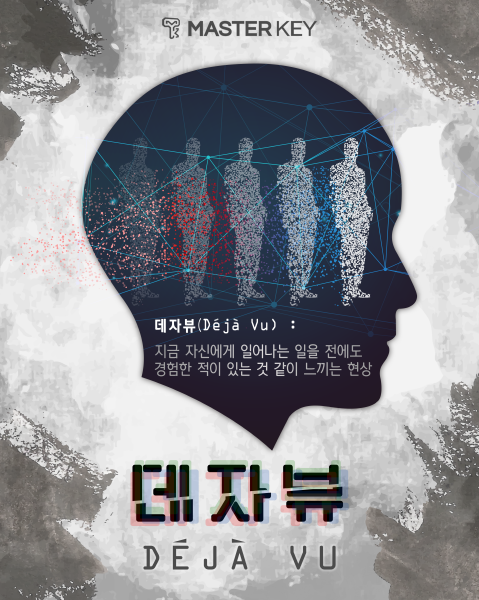 MASTER KEY
데자뷰(Déjà Vu) :
지금 자신에게 일어나는 일을 전에도
경험한 적이 있는 것 같이 느끼는 현상
데자뷰
DÉJÀ VU